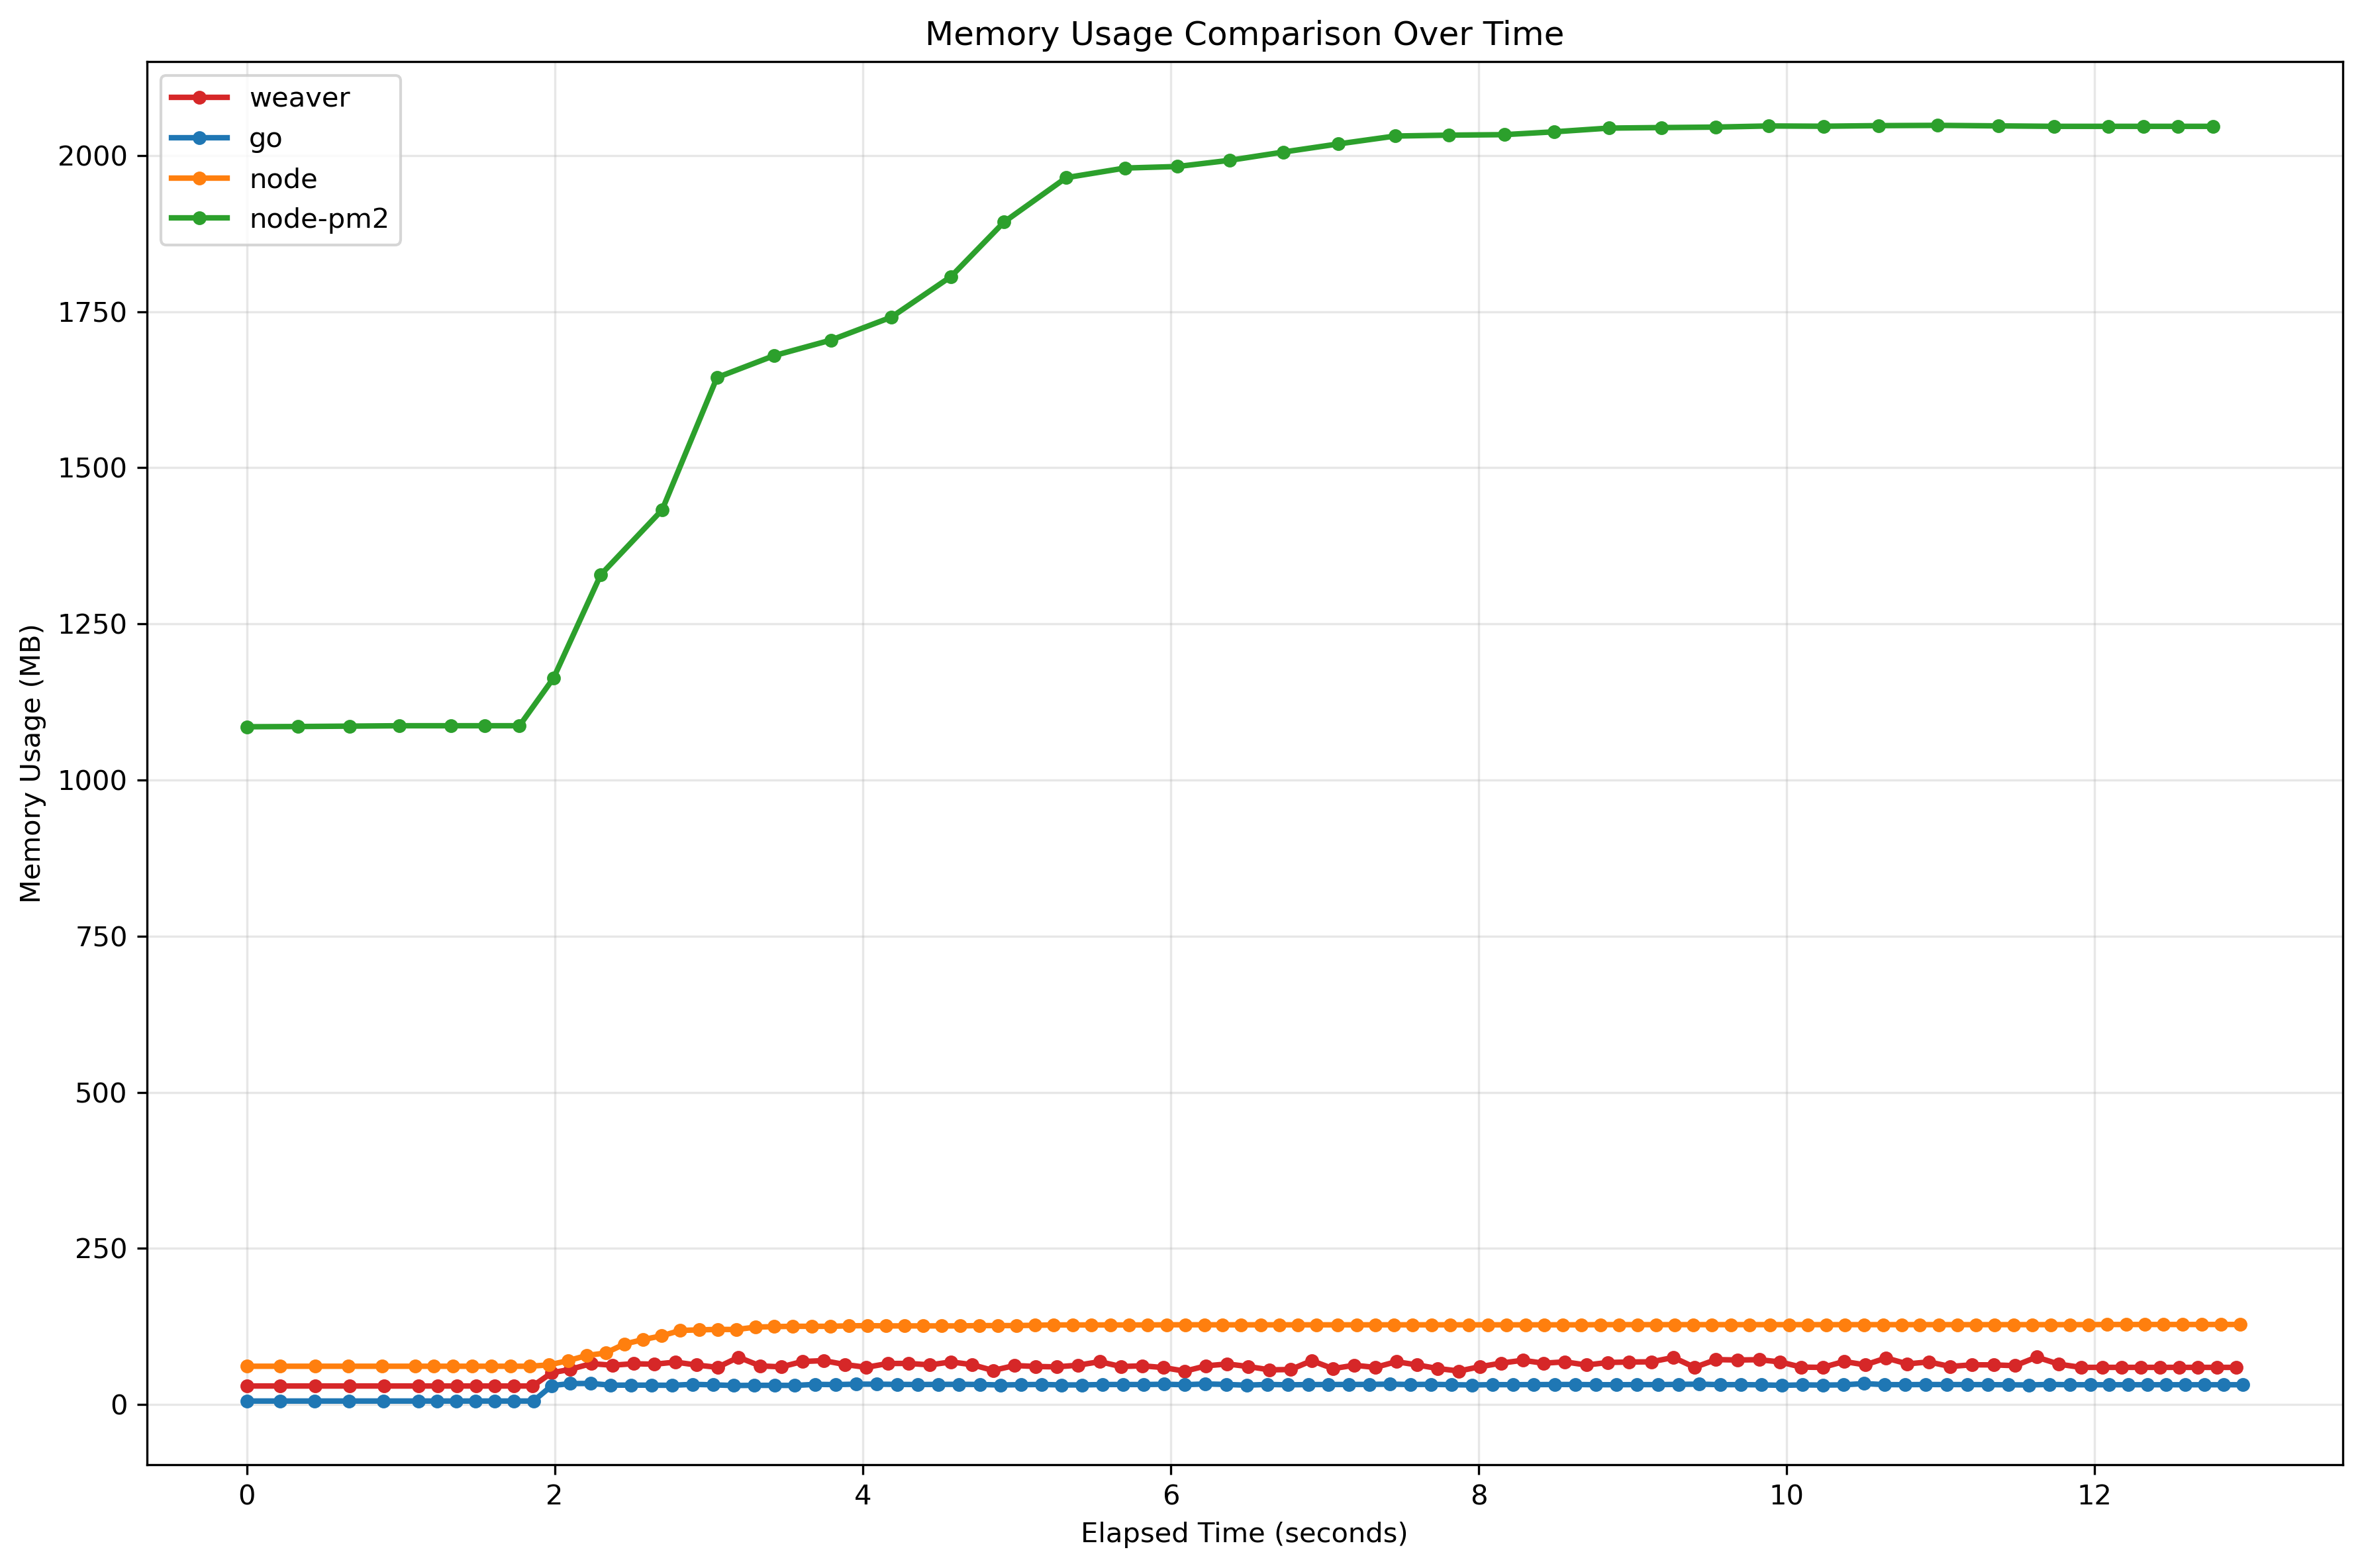 Memory Usage Comparison Over Time
weaver
go
node
node-pm2
Memory Usage (MB)
2000
1750
1500
1250
1000
750
500
250
0
0 2 4 6 8 10 12
Elapsed Time (seconds)